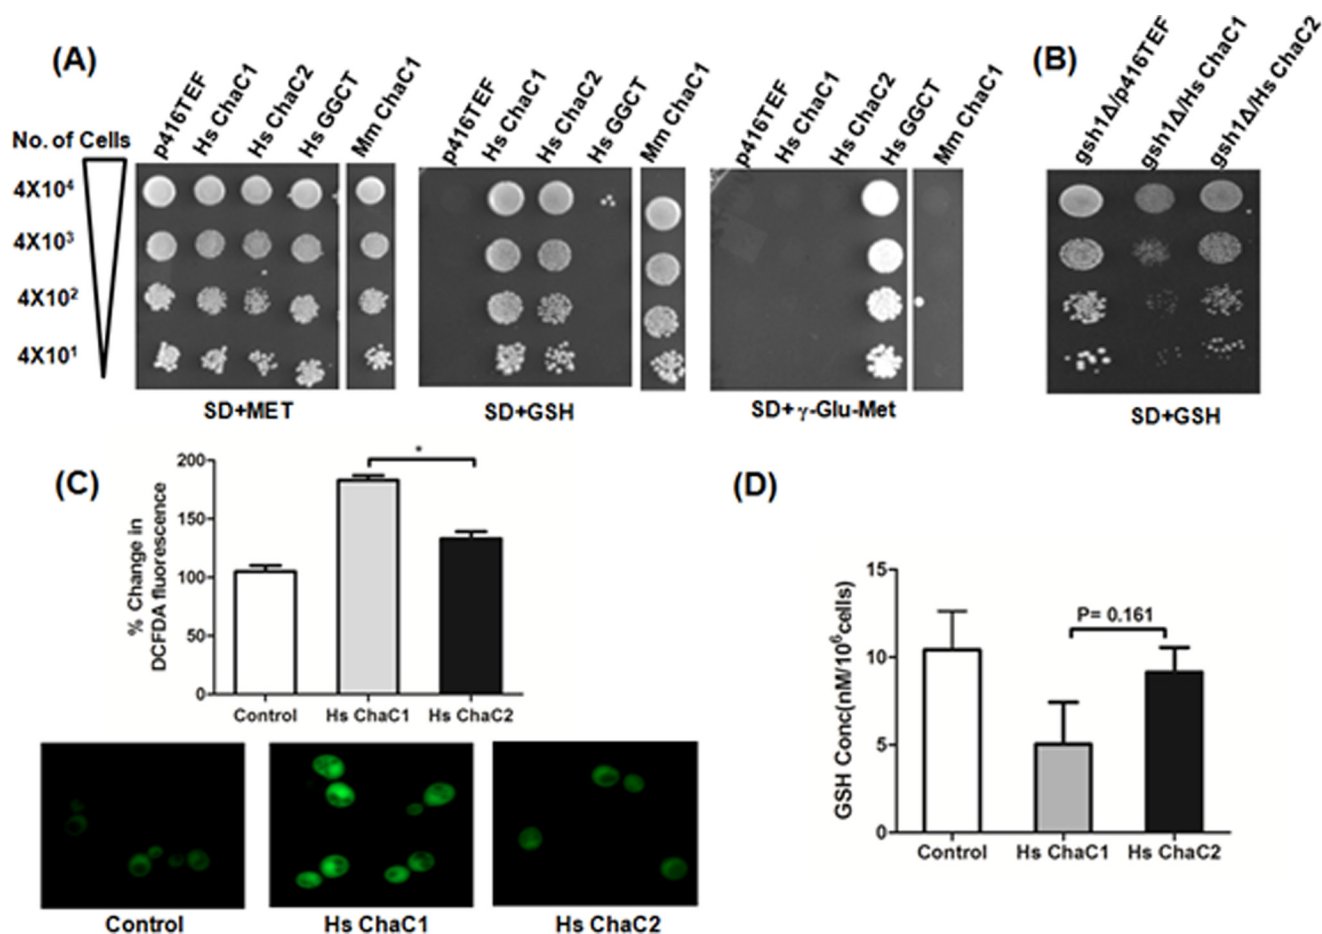 (A)
p416TEF
Hs ChaC1
Hs ChaC2
Hs GGCT
Mm ChaC1
p416TEF
Hs ChaC1
Hs ChaC2
Hs GGCT
Mm ChaC1
p416TEF
Hs ChaC1
Hs ChaC2
Hs GGCT
Mm ChaC1
No. of Cells
4X10⁴
4X10³
4X10²
4X10¹
SD+MET
SD+GSH
SD+γ-Glu-Met
(B)
gsh1Δ/p416TEF
gsh1Δ/Hs ChaC1
gsh1Δ/Hs ChaC2
SD+GSH
(C)
% Change in
DCFDA fluorescence
200
150
100
50
0
*
Control
Hs ChaC1
Hs ChaC2
Control
Hs ChaC1
Hs ChaC2
(D)
GSH Conc(nM/10⁶cells)
15
10
5
0
P= 0.161
Control
Hs ChaC1
Hs ChaC2